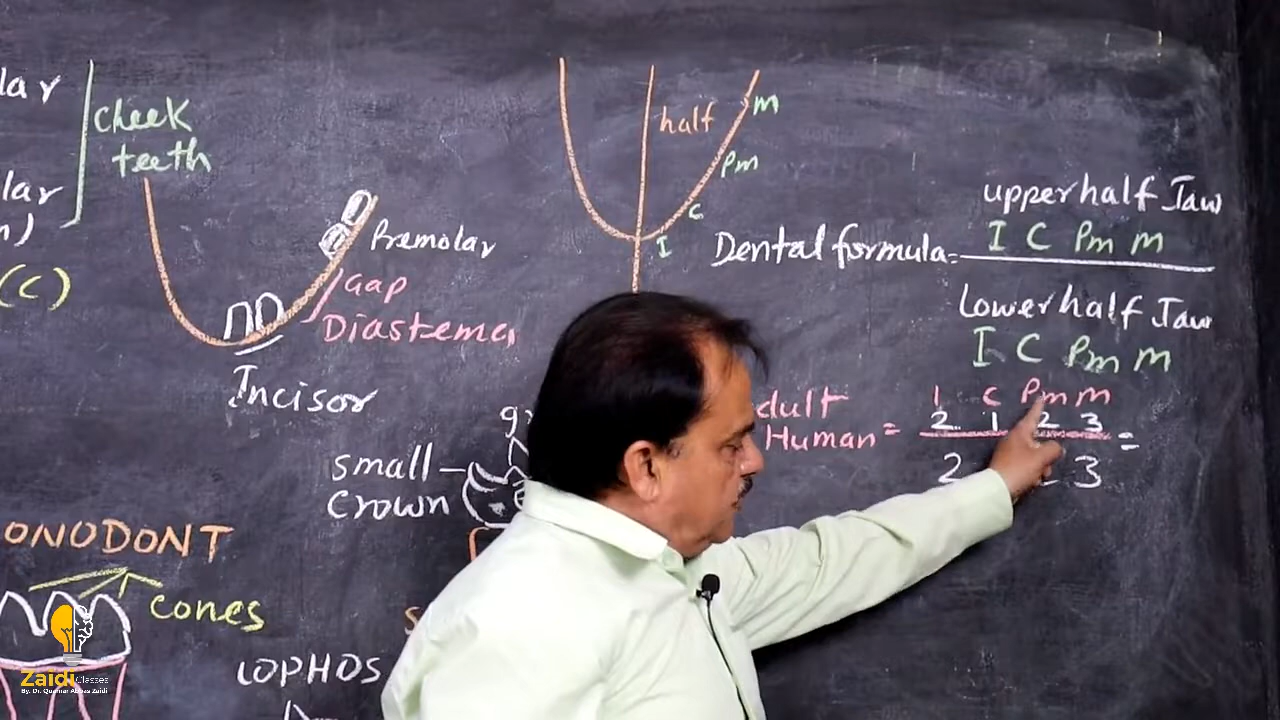 lar
cheek
teeth
lar
m)
(C)
Premolar
Gap
Diastema
Incisor
half
m
Pm
C
I
upper half Jaw
I C Pm m
Dental formula=
Lower half Jaw
I C Pm m
dult
Human =
I C Pm m
2 1 2 3
=
2 2 3
small
crown
ONODONT
cones
LOPHOS
Zaidi Classes
By. Dr. Quamar Abbas Zaidi